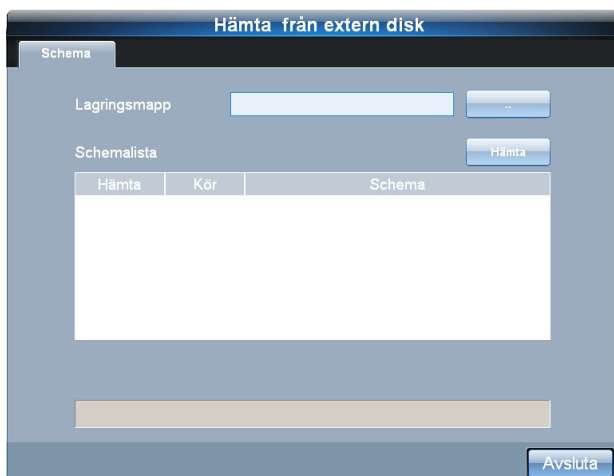 Hämta från extern disk
Schema
Lagringsmapp ..
Schemalista Hämta
Hämta Kör Schema
Avsluta